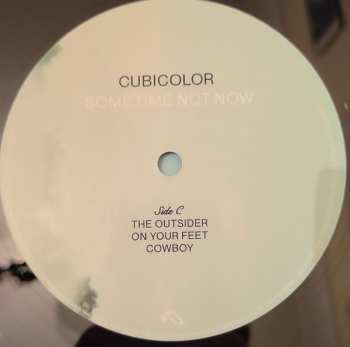 CUBICOLOR
SOMETIME NOT NOW
Side C
THE OUTSIDER
ON YOUR FEET
COWBOY